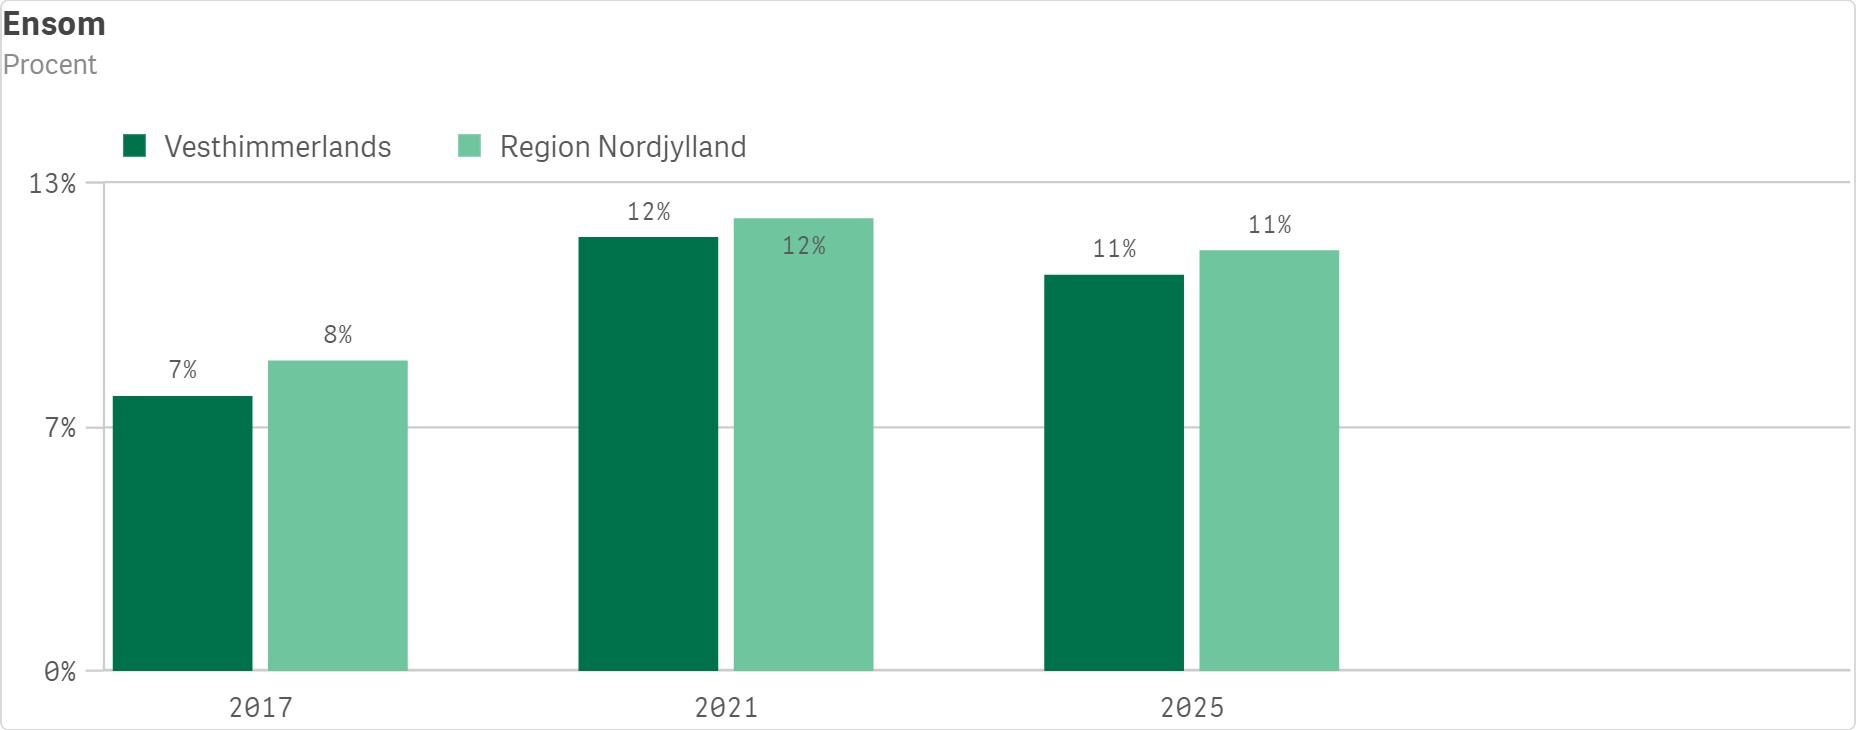 Ensom
Procent
Vesthimmerlands Region Nordjylland
13%
12% 11%
12% 11%
8%
7%
7%
0%
2017 2021 2025